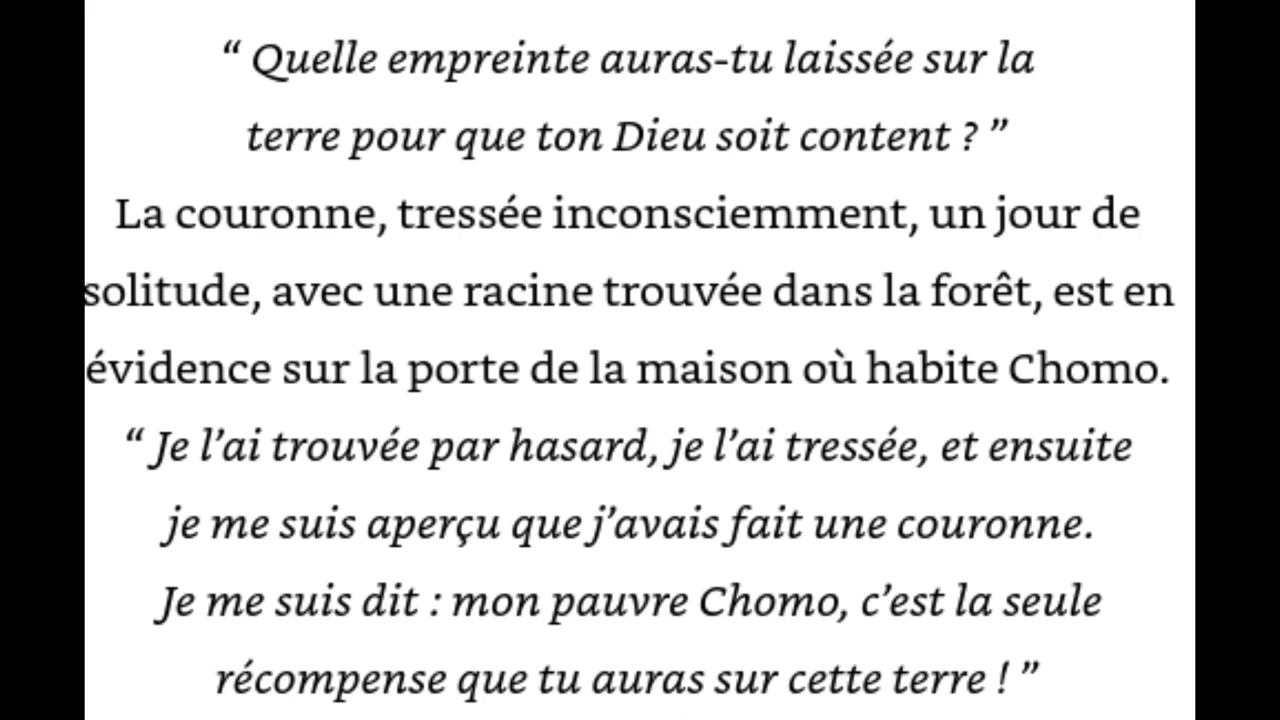 “ Quelle empreinte auras-tu laissée sur la
terre pour que ton Dieu soit content ? ”
La couronne, tressée inconsciemment, un jour de
solitude, avec une racine trouvée dans la forêt, est en
évidence sur la porte de la maison où habite Chomo.
“ Je l’ai trouvée par hasard, je l’ai tressée, et ensuite
je me suis aperçu que j’avais fait une couronne.
Je me suis dit : mon pauvre Chomo, c’est la seule
récompense que tu auras sur cette terre ! ”